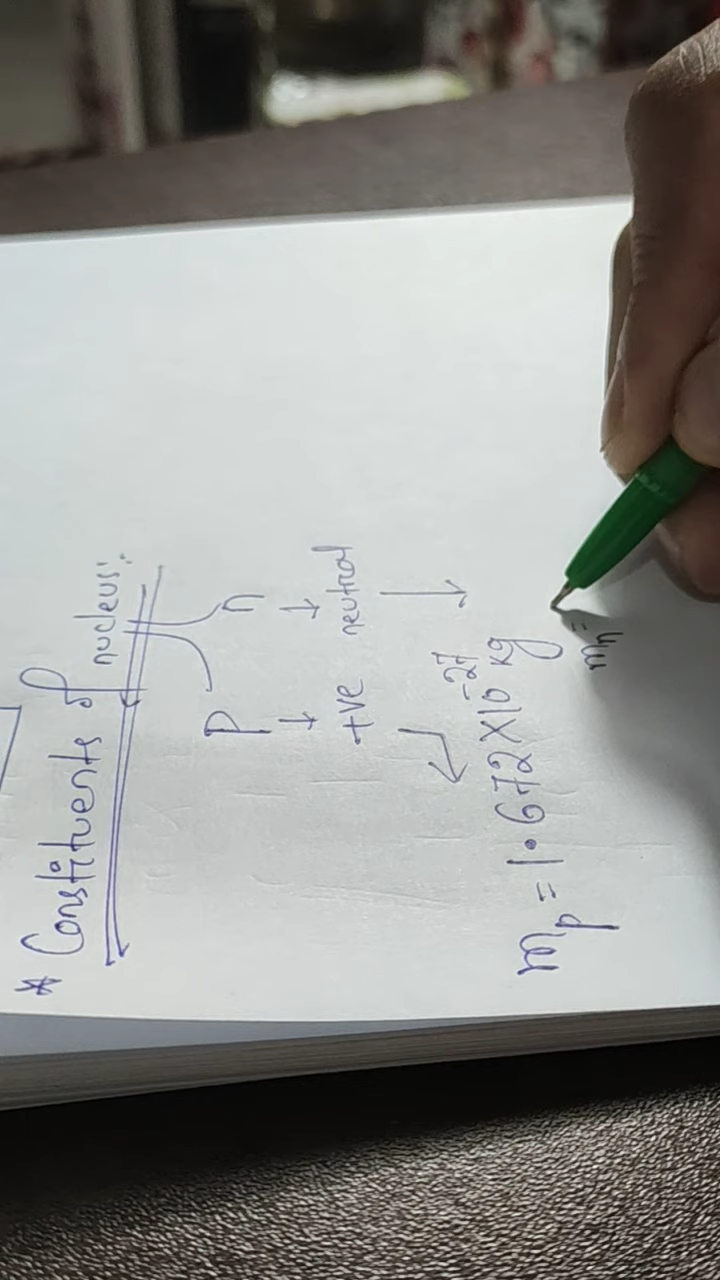 * Constituents of nucleus:
P n
↓ ↓
+ve neutral
↓ ↓
mp = 1.672 X 10^-27 kg
mn =